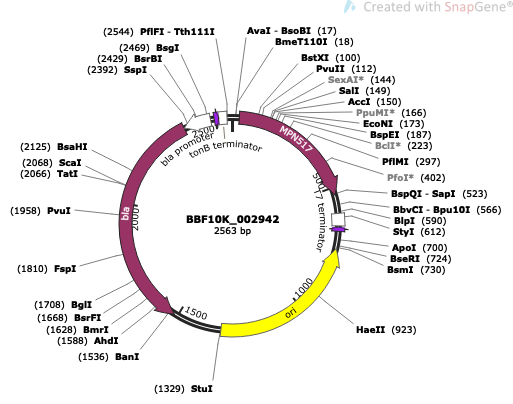 Created with SnapGene®
(2544) PflFI - Tth111I
(2469) BsgI
(2429) BsrBI
(2392) SspI
AvaI - BsoBI (17)
BmeT110I (18)
BstXI (100)
PvuII (112)
SexAI* (144)
SalI (149)
AccI (150)
PpuMI* (166)
EcoNI (173)
BspEI (187)
BclI* (223)
PflMI (297)
PfoI* (402)
BspQI - SapI (523)
BbvCI - Bpu10I (566)
BlpI (590)
StyI (612)
ApoI (700)
BseRI (724)
BsmI (730)
HaeII (923)
(2125) BsaHI
(2068) ScaI
(2066) TatI
(1958) PvuI
(1810) FspI
(1708) BglI
(1668) BsrFI
(1628) BmrI
(1588) AhdI
(1536) BanI
(1329) StuI
2500
bla promoter
tonB terminator
MPN517
500
T7 terminator
bla
2000
BBF10K_002942
2563 bp
1000
ori
1500